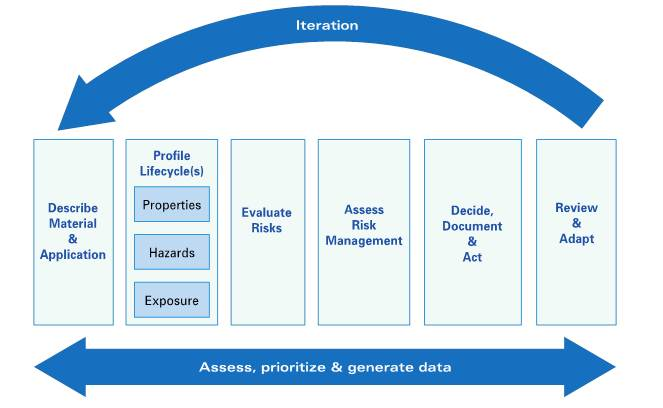 Iteration
Describe
Material
&
Application
Profile
Lifecycle(s)
Properties
Hazards
Exposure
Evaluate
Risks
Assess
Risk
Management
Decide,
Document
&
Act
Review
&
Adapt
Assess, prioritize & generate data